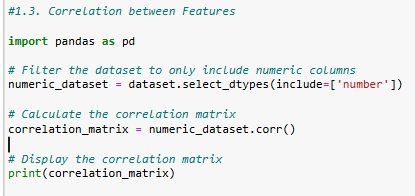 #1.3. Correlation between Features
import pandas as pd
# Filter the dataset to only include numeric columns
numeric_dataset = dataset.select_dtypes(include=['number'])
# Calculate the correlation matrix
correlation_matrix = numeric_dataset.corr()
# Display the correlation matrix
print(correlation_matrix)